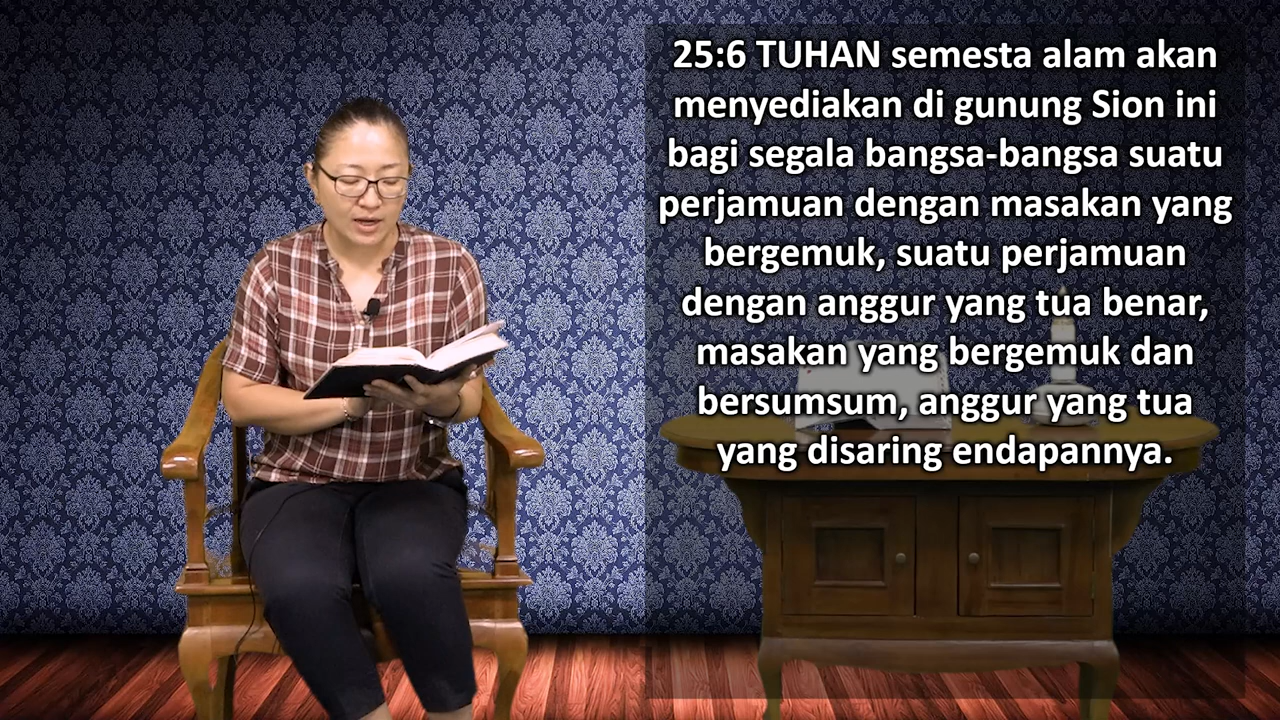 25:6 TUHAN semesta alam akan
menyediakan di gunung Sion ini
bagi segala bangsa-bangsa suatu
perjamuan dengan masakan yang
bergemuk, suatu perjamuan
dengan anggur yang tua benar,
masakan yang bergemuk dan
bersumsum, anggur yang tua
yang disaring endapannya.